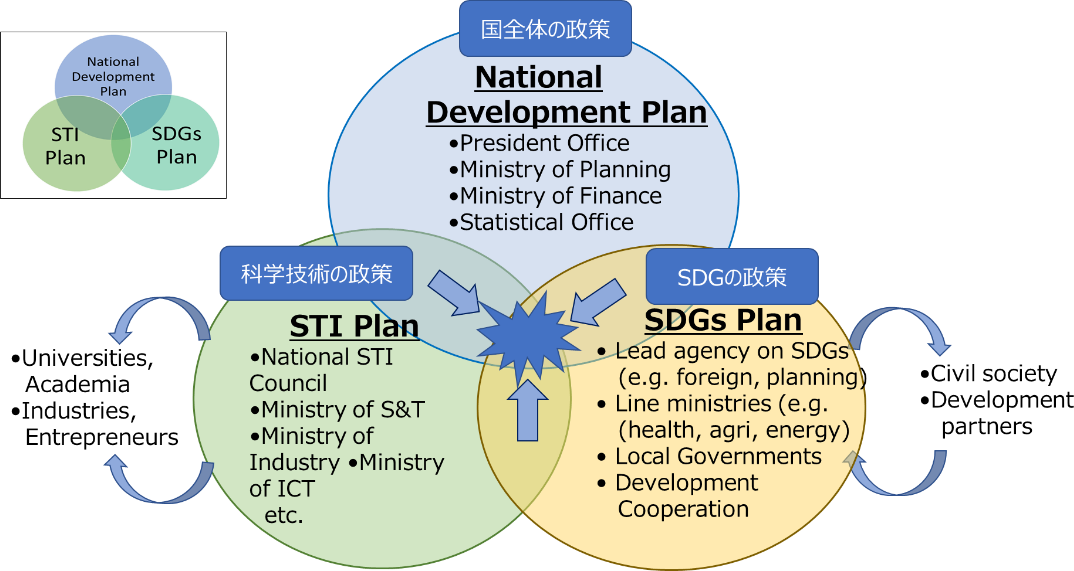 National
Development
Plan
STI
Plan
SDGs
Plan
国全体の政策
National
Development Plan
•President Office
•Ministry of Planning
•Ministry of Finance
•Statistical Office
科学技術の政策
STI Plan
•National STI
Council
•Ministry of S&T
•Ministry of
Industry •Ministry
of ICT
etc.
SDGの政策
SDGs Plan
• Lead agency on SDGs
(e.g. foreign, planning)
• Line ministries (e.g.
(health, agri, energy)
• Local Governments
• Development
Cooperation
•Universities,
Academia
•Industries,
Entrepreneurs
•Civil society
•Development
partners